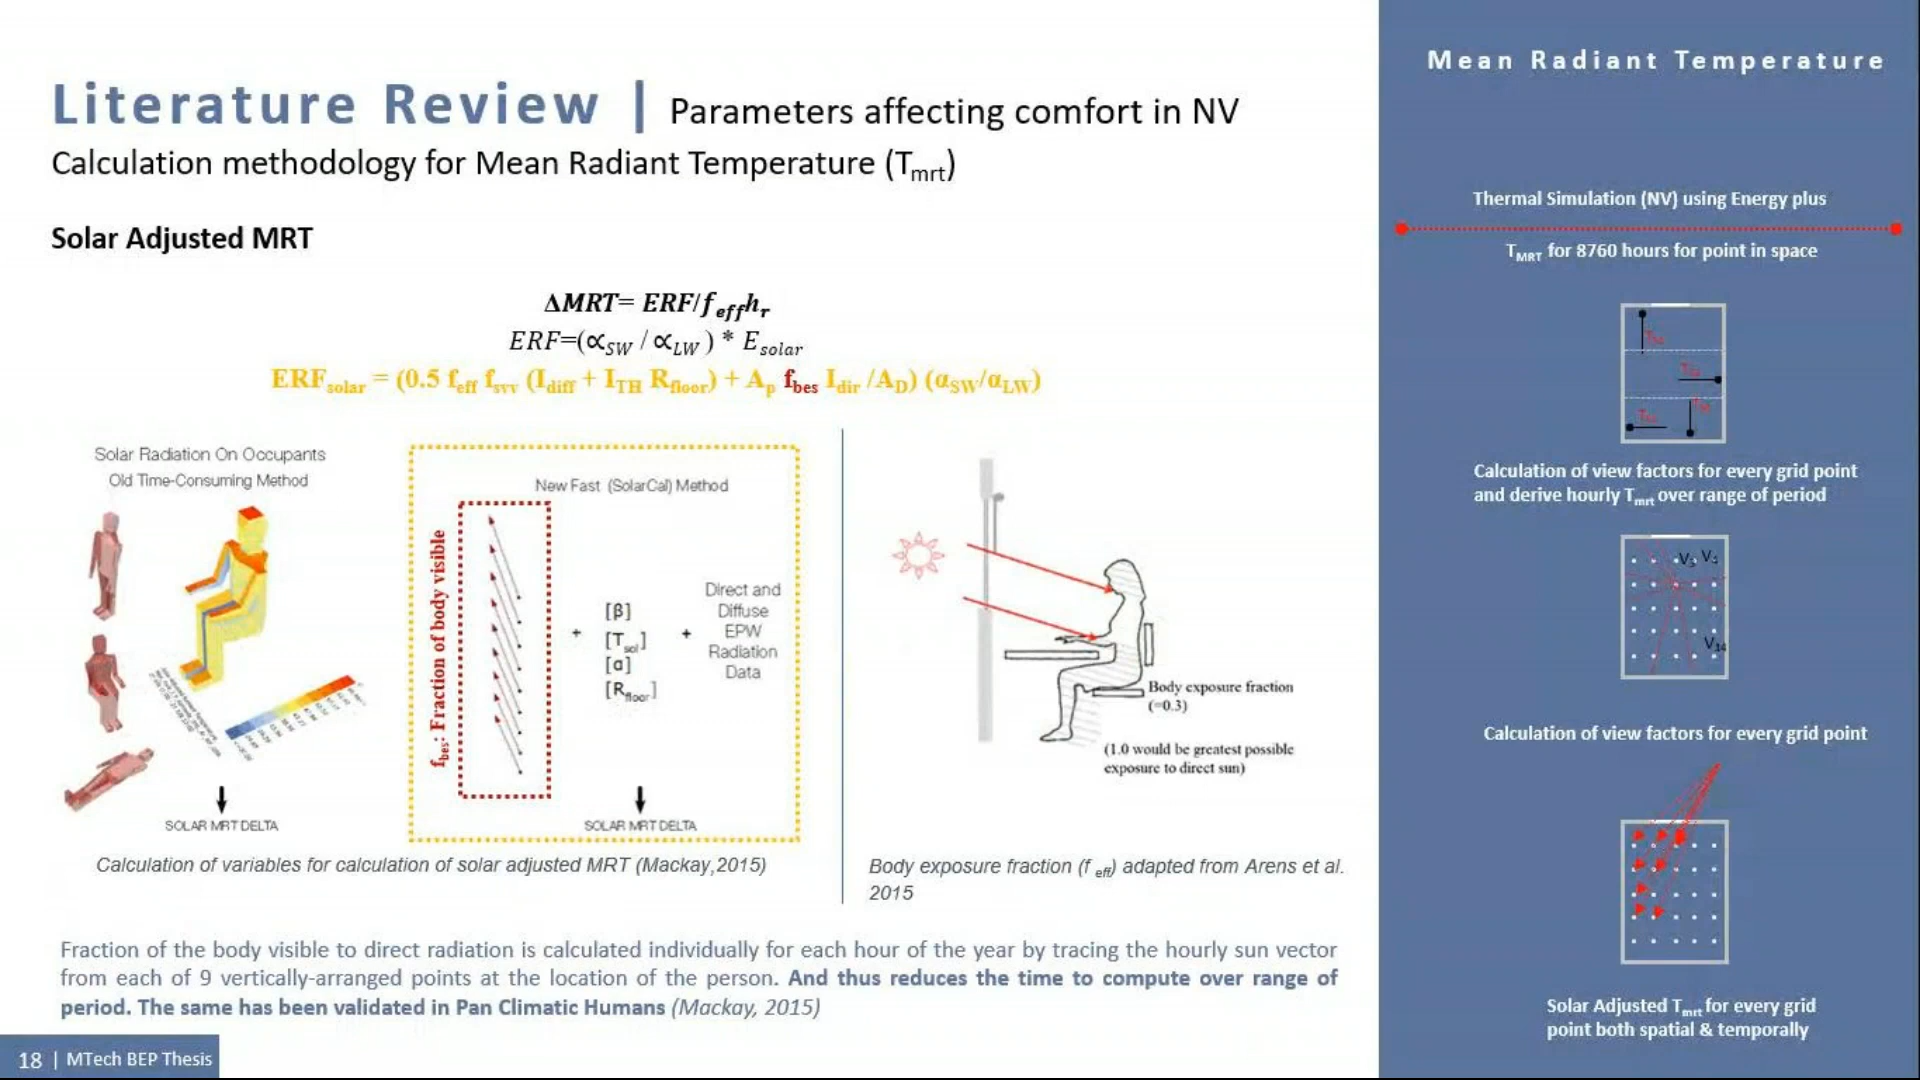 Literature Review | Parameters affecting comfort in NV
Calculation methodology for Mean Radiant Temperature (Tmrt)
Solar Adjusted MRT
ΔMRT= ERF/feffhr
ERF=(∝SW / ∝LW ) * Esolar
ERFsolar = (0.5 feff fsvv (Idiff + ITH Rfloor) + Ap fbes Idir /AD) (αSW/αLW)
Solar Radiation On Occupants
Old Time-Consuming Method
SOLAR MRT DELTA
New Fast (SolarCal) Method
fbes: Fraction of body visible
+
[β]
[Tsol]
[α]
[Rfloor]
+
Direct and
Diffuse
EPW
Radiation
Data
SOLAR MRT DELTA
Calculation of variables for calculation of solar adjusted MRT (Mackay,2015)
Body exposure fraction
(=0.3)
(1.0 would be greatest possible
exposure to direct sun)
Body exposure fraction (f eff) adapted from Arens et al.
2015
Fraction of the body visible to direct radiation is calculated individually for each hour of the year by tracing the hourly sun vector
from each of 9 vertically-arranged points at the location of the person. And thus reduces the time to compute over range of
period. The same has been validated in Pan Climatic Humans (Mackay, 2015)
18 | MTech BEP Thesis
Mean Radiant Temperature
Thermal Simulation (NV) using Energy plus
TMRT for 8760 hours for point in space
Calculation of view factors for every grid point
and derive hourly Tmrt over range of period
V14
Calculation of view factors for every grid point
Solar Adjusted Tmrt for every grid
point both spatial & temporally